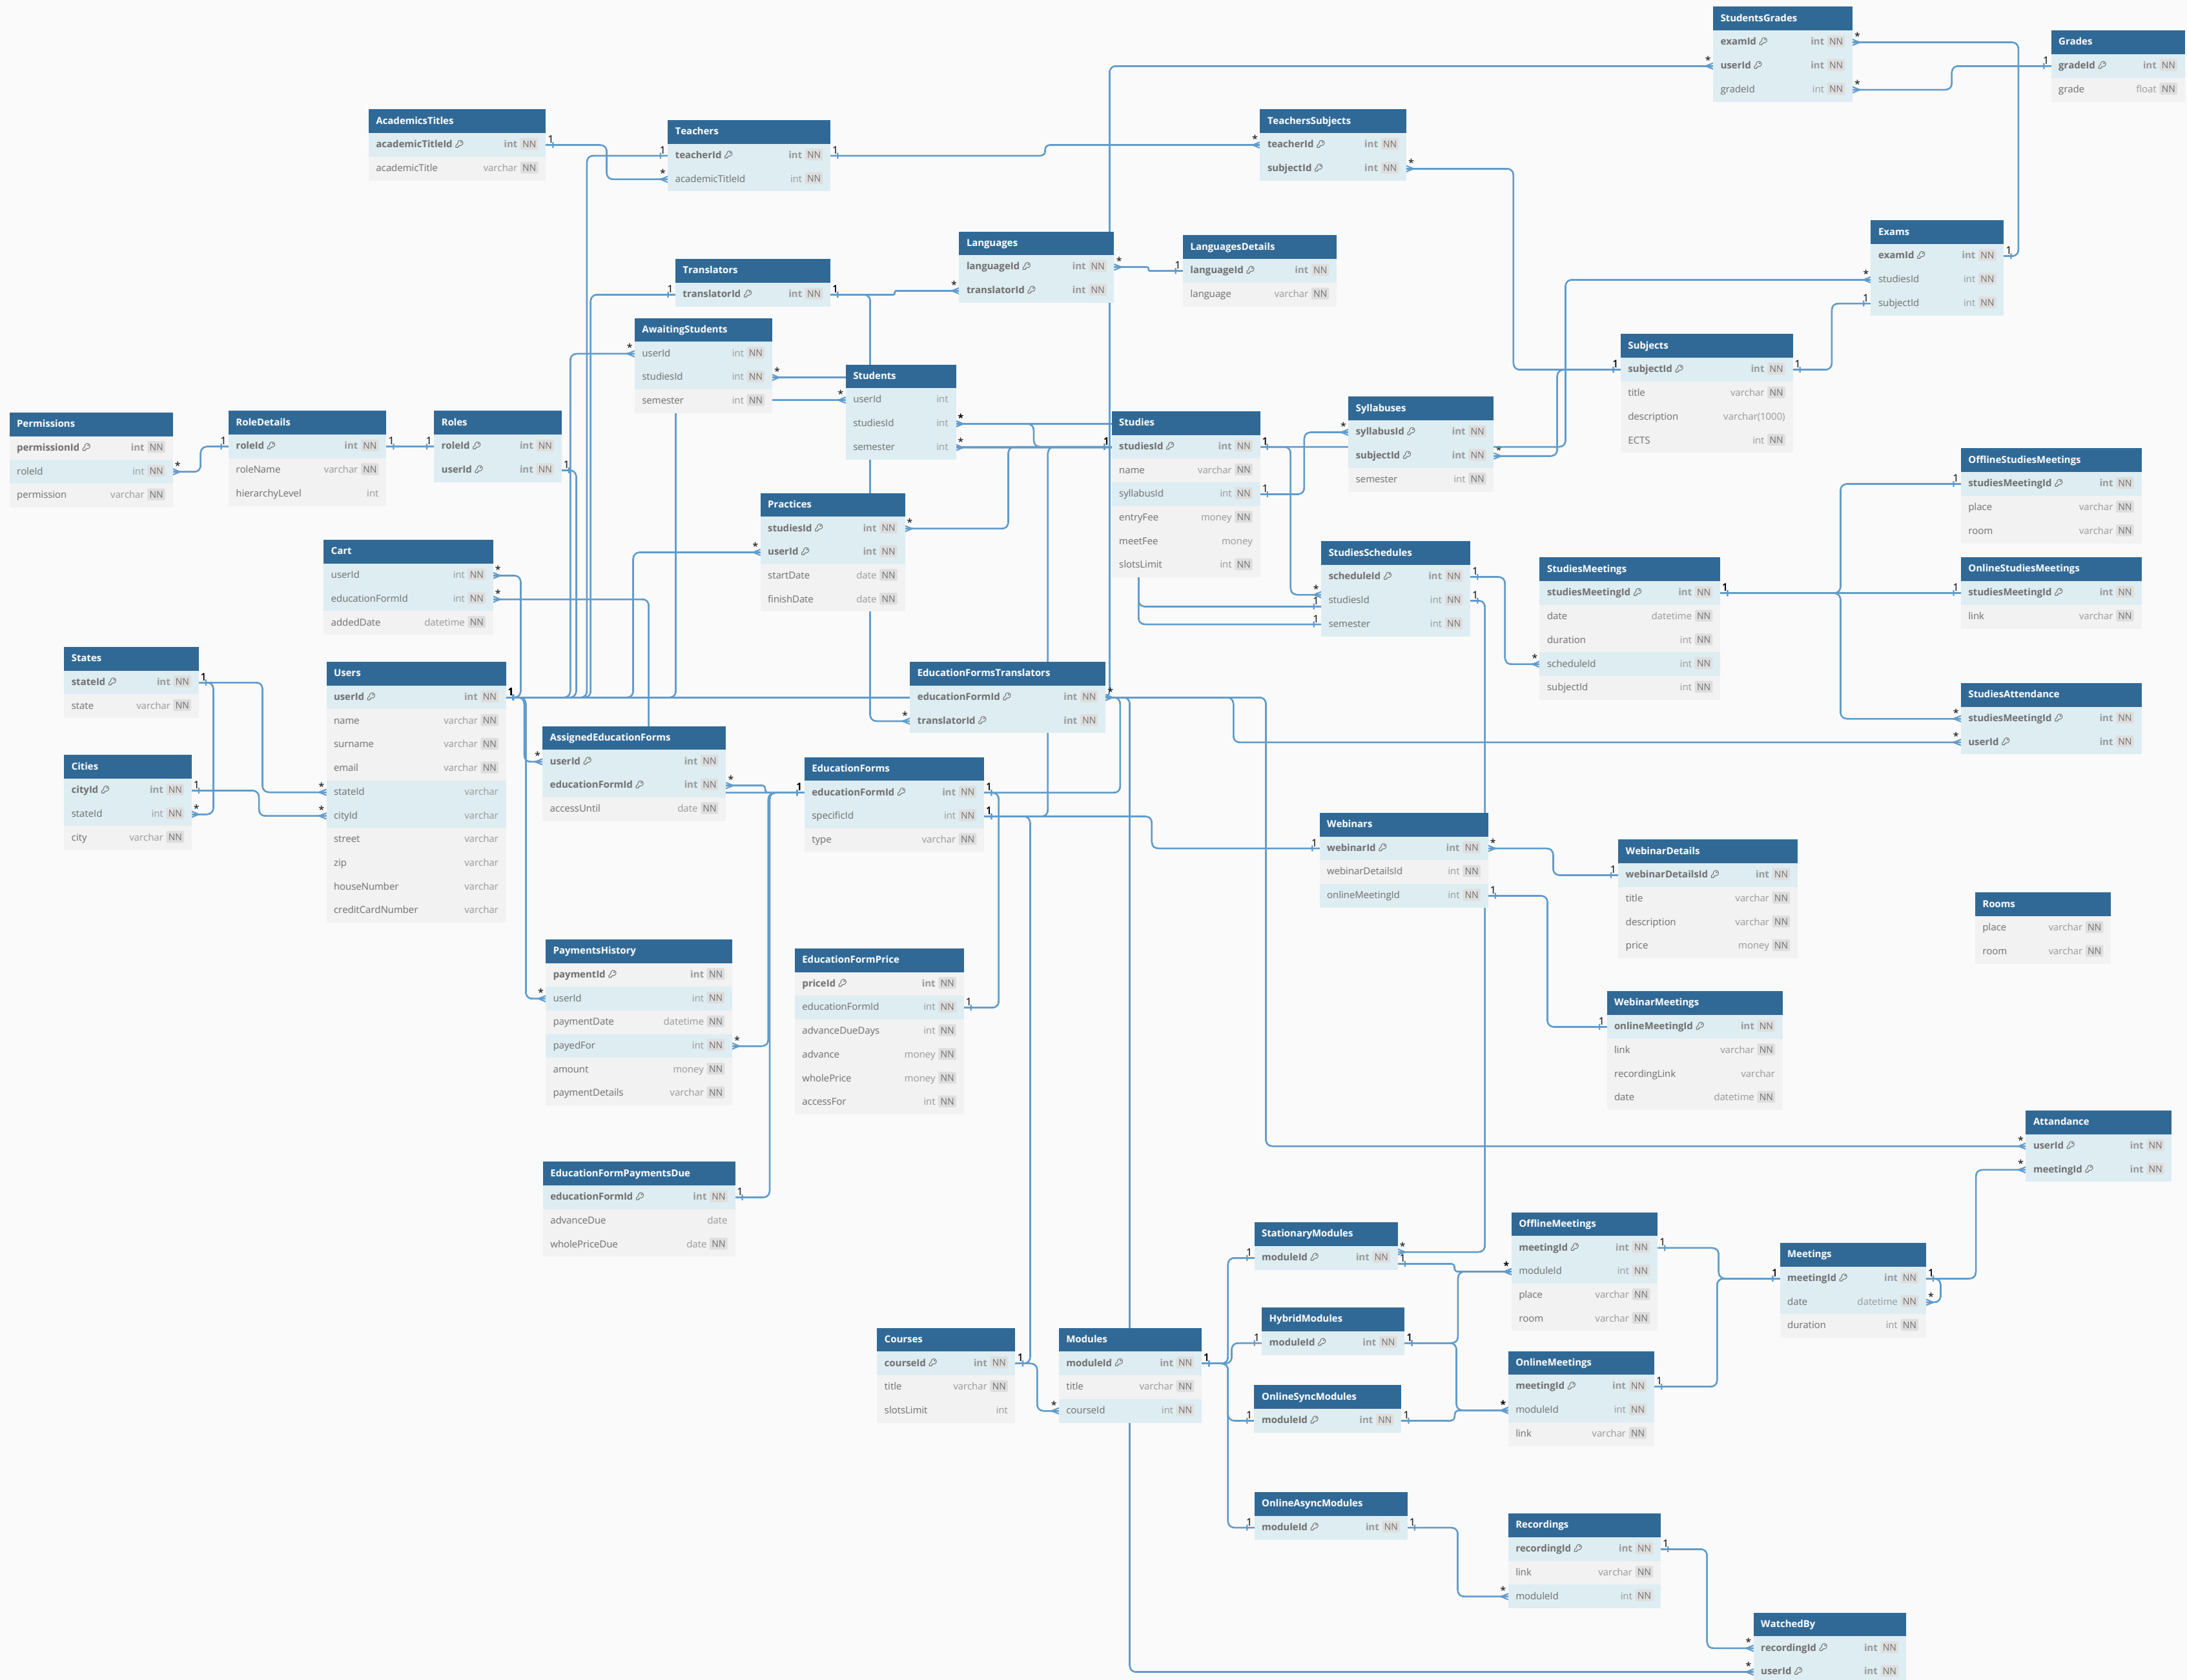 StudentsGrades
examId int NN
userId int NN
gradeId int NN
Grades
gradeId int NN
grade float NN
AcademicsTitles
academicTitleId int NN
academicTitle varchar NN
Teachers
teacherId int NN
academicTitleId int NN
TeachersSubjects
teacherId int NN
subjectId int NN
Languages
languageId int NN
translatorId int NN
LanguagesDetails
languageId int NN
language varchar NN
Exams
examId int NN
studiesId int NN
subjectId int NN
Translators
translatorId int NN
AwaitingStudents
userId int NN
studiesId int NN
semester int NN
Students
userId int
studiesId int NN
semester int NN
Subjects
subjectId int NN
title varchar NN
description varchar(1000)
ECTS int NN
Permissions
permissionId int NN
roleId int NN
permission varchar NN
RoleDetails
roleId int NN
roleName varchar NN
hierarchyLevel int
Roles
roleId int NN
userId int NN
Studies
studiesId int NN
name varchar NN
syllabusId int NN
entryFee money NN
meetFee money
slotsLimit int NN
Syllabuses
syllabusId int NN
subjectId int NN
semester int NN
OfflineStudiesMeetings
studiesMeetingId int NN
place varchar NN
room varchar NN
Practices
studiesId int NN
userId int NN
startDate date NN
finishDate date NN
Cart
userId int NN
educationFormId int NN
addedDate datetime NN
StudiesSchedules
scheduleId int NN
studiesId int NN
semester int NN
StudiesMeetings
studiesMeetingId int NN
date datetime NN
duration int NN
scheduleId int NN
subjectId int NN
OnlineStudiesMeetings
studiesMeetingId int NN
link varchar NN
States
stateId int NN
state varchar NN
Users
userId int NN
name varchar NN
surname varchar NN
email varchar NN
stateId varchar
cityId varchar
street varchar
zip varchar
houseNumber varchar
creditCardNumber varchar
EducationFormsTranslators
educationFormId int NN
translatorId int NN
StudiesAttendance
studiesMeetingId int NN
userId int NN
Cities
cityId int NN
stateId int NN
city varchar NN
AssignedEducationForms
userId int NN
educationFormId int NN
accessUntil date NN
EducationForms
educationFormId int NN
specificId int NN
type varchar NN
Webinars
webinarId int NN
webinarDetailsId int NN
onlineMeetingId int NN
WebinarDetails
webinarDetailsId int NN
title varchar NN
description varchar NN
price money NN
Rooms
place varchar NN
room varchar NN
PaymentsHistory
paymentId int NN
userId int NN
paymentDate datetime NN
payedFor int NN
amount money NN
paymentDetails varchar NN
EducationFormPrice
priceId int NN
educationFormId int NN
advanceDueDays int NN
advance money NN
wholePrice money NN
accessFor int NN
WebinarMeetings
onlineMeetingId int NN
link varchar NN
recordingLink varchar
date datetime NN
Attandance
userId int NN
meetingId int NN
EducationFormPaymentsDue
educationFormId int NN
advanceDue date
wholePriceDue date NN
StationaryModules
moduleId int NN
OfflineMeetings
meetingId int NN
moduleId int NN
place varchar NN
room varchar NN
Meetings
meetingId int NN
date datetime NN
duration int NN
HybridModules
moduleId int NN
Courses
courseId int NN
title varchar NN
slotsLimit int
Modules
moduleId int NN
title varchar NN
courseId int NN
OnlineMeetings
meetingId int NN
moduleId int NN
link varchar NN
OnlineSyncModules
moduleId int NN
OnlineAsyncModules
moduleId int NN
Recordings
recordingId int NN
link varchar NN
moduleId int NN
WatchedBy
recordingId int NN
userId int NN